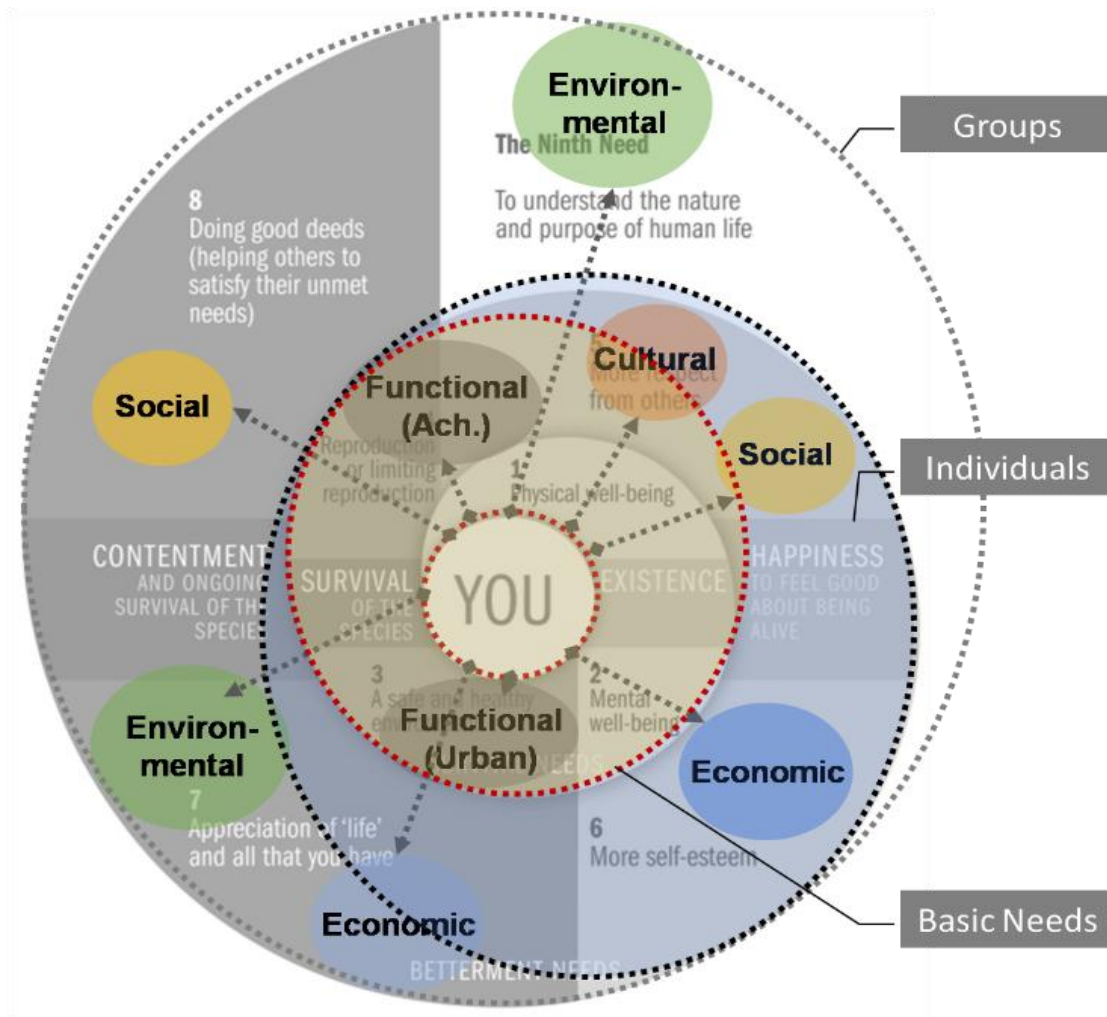 Environ-
mental
The Ninth Need
To understand the nature
and purpose of human life
Groups
8
Doing good deeds
(helping others to
satisfy their unmet
needs)
Social
Functional
(Ach.)
Reproduction
or limiting
reproduction
5
Cultural
More respect
from others
Social
1
Physical well-being
Individuals
CONTENTMENT
AND ONGOING
SURVIVAL OF THE
SPECIES
SURVIVAL
OF THE
SPECIES
YOU
EXISTENCE
HAPPINESS
TO FEEL GOOD
ABOUT BEING
ALIVE
3
A safe and healthy
Functional
(Urban)
2
Mental
well-being
NEEDS
Economic
Environ-
mental
7
Appreciation of 'life'
and all that you have
6
More self-esteem
Economic
BETTERMENT NEEDS
Basic Needs